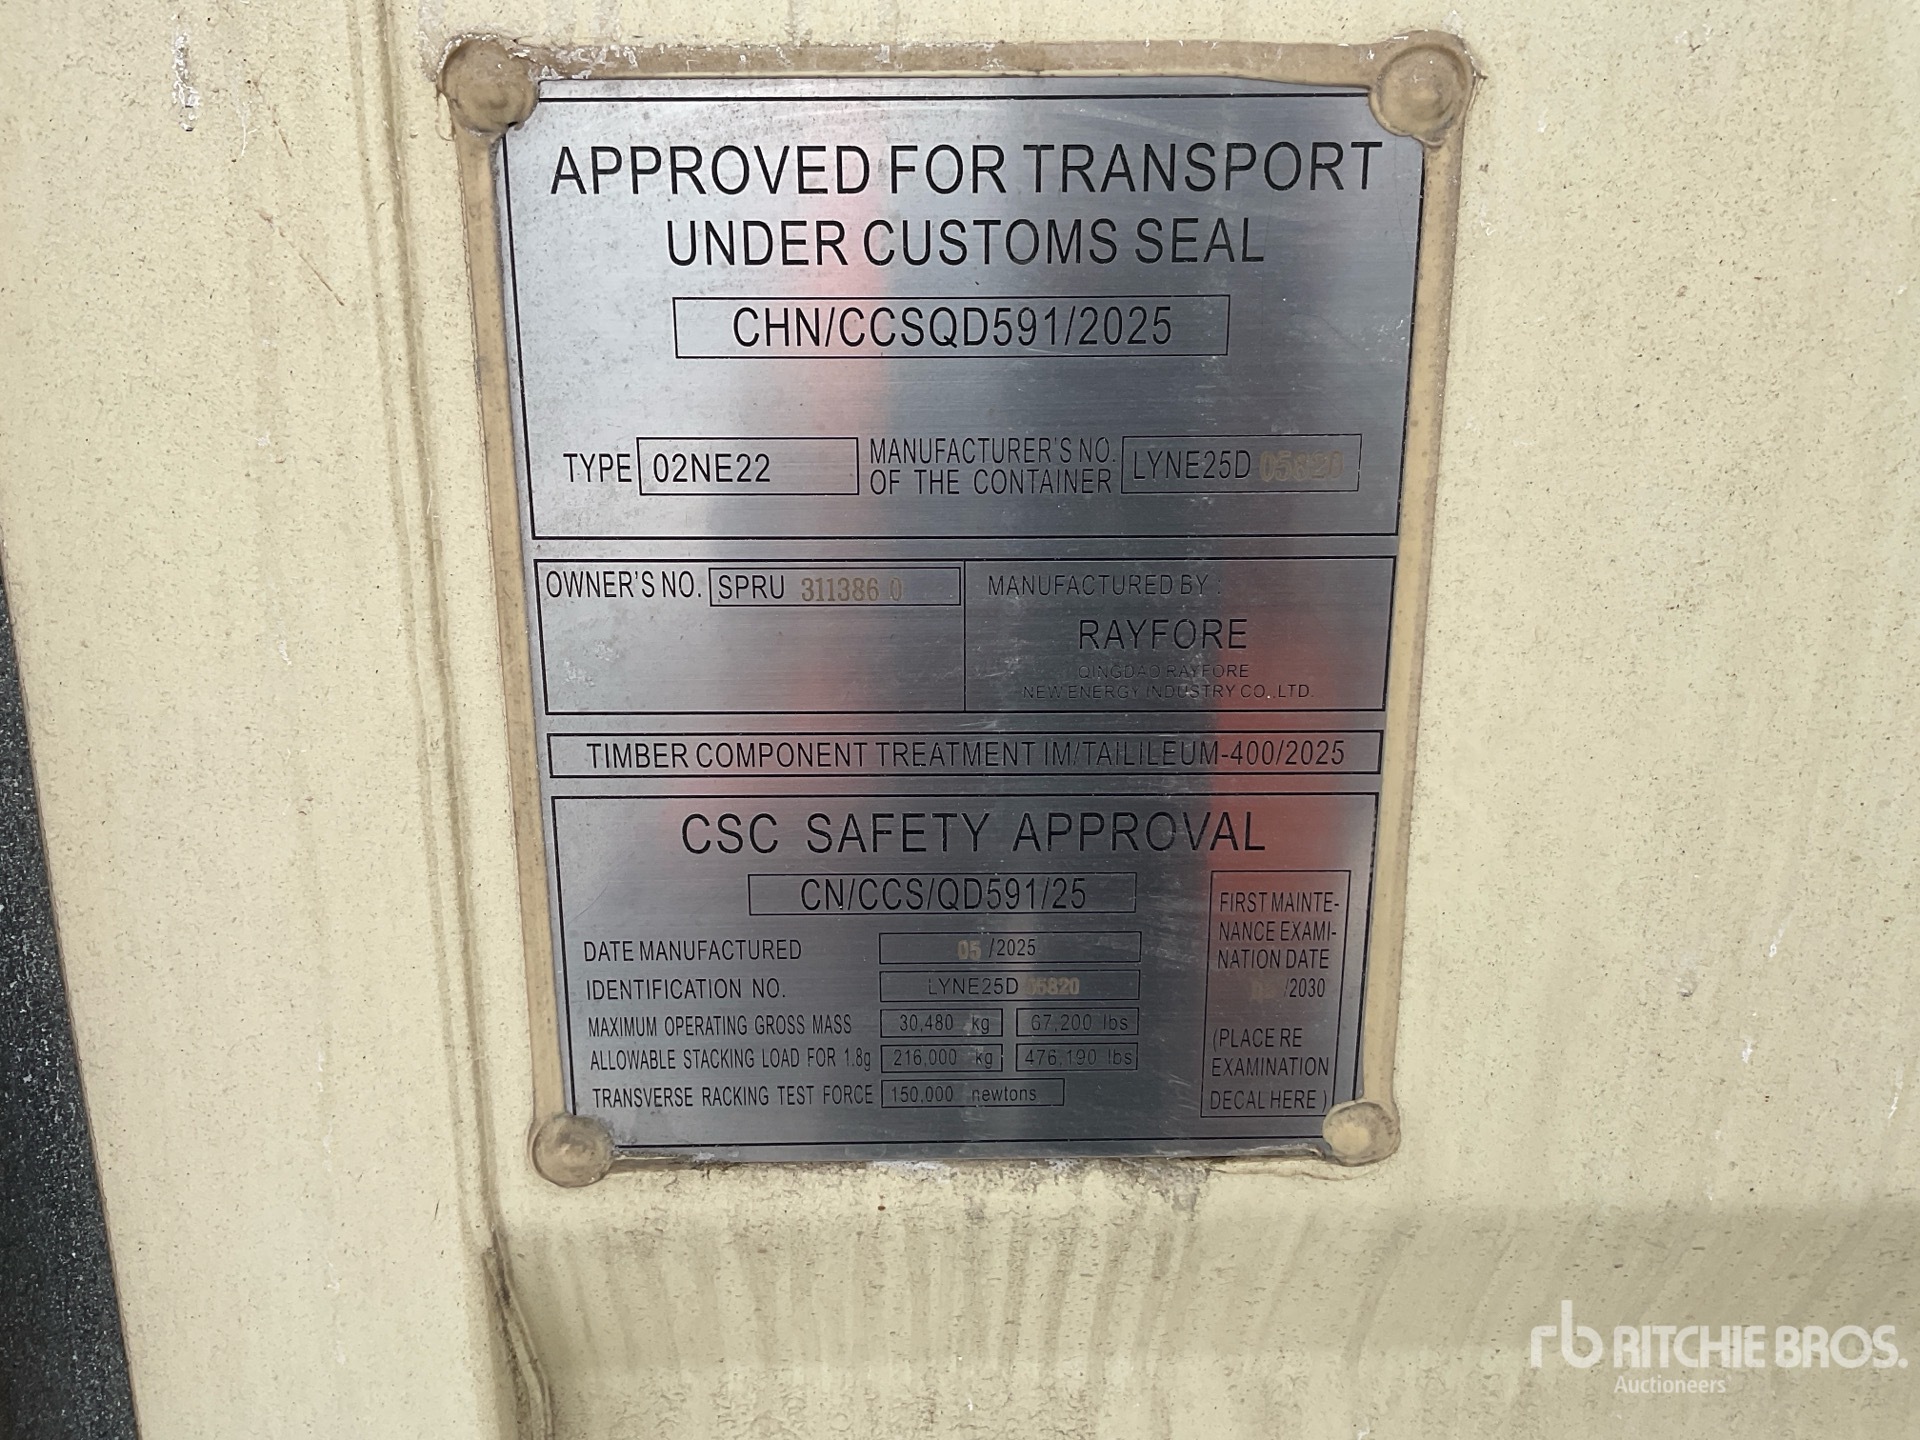 APPROVED FOR TRANSPORT
UNDER CUSTOMS SEAL
CHN/CCSQD591/2025
TYPE 02NE22 MANUFACTURER'S NO. OF THE CONTAINER LYNE25D 05820
OWNER'S NO. SPRU 311386 0
MANUFACTURED BY :
RAYFORE
QINGDAO RAYFORE
NEW ENERGY INDUSTRY CO.,LTD.
TIMBER COMPONENT TREATMENT IM/TAILILEUM-400/2025
CSC SAFETY APPROVAL
CN/CCS/QD591/25
DATE MANUFACTURED 05 /2025
IDENTIFICATION NO. LYNE25D 05820
MAXIMUM OPERATING GROSS MASS 30,480 kg 67,200 lbs
ALLOWABLE STACKING LOAD FOR 1.8g 216,000 kg 476,190 lbs
TRANSVERSE RACKING TEST FORCE 150,000 newtons
FIRST MAINTE-
NANCE EXAMI-
NATION DATE
/2030
(PLACE RE
EXAMINATION
DECAL HERE )
rb RITCHIE BROS.
Auctioneers